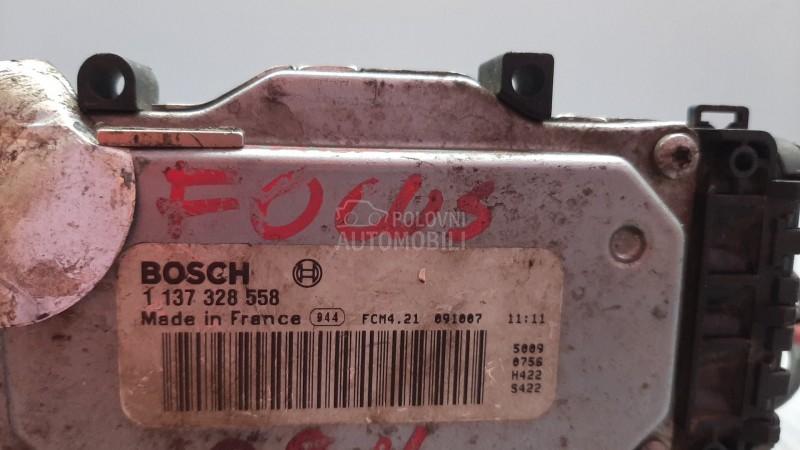 FOCUS
POLOVNI
AUTOMOBILI
BOSCH
1 137 328 558
Made in France 944 FCM4.21 091007 11:11
5009
0756
H422
S422